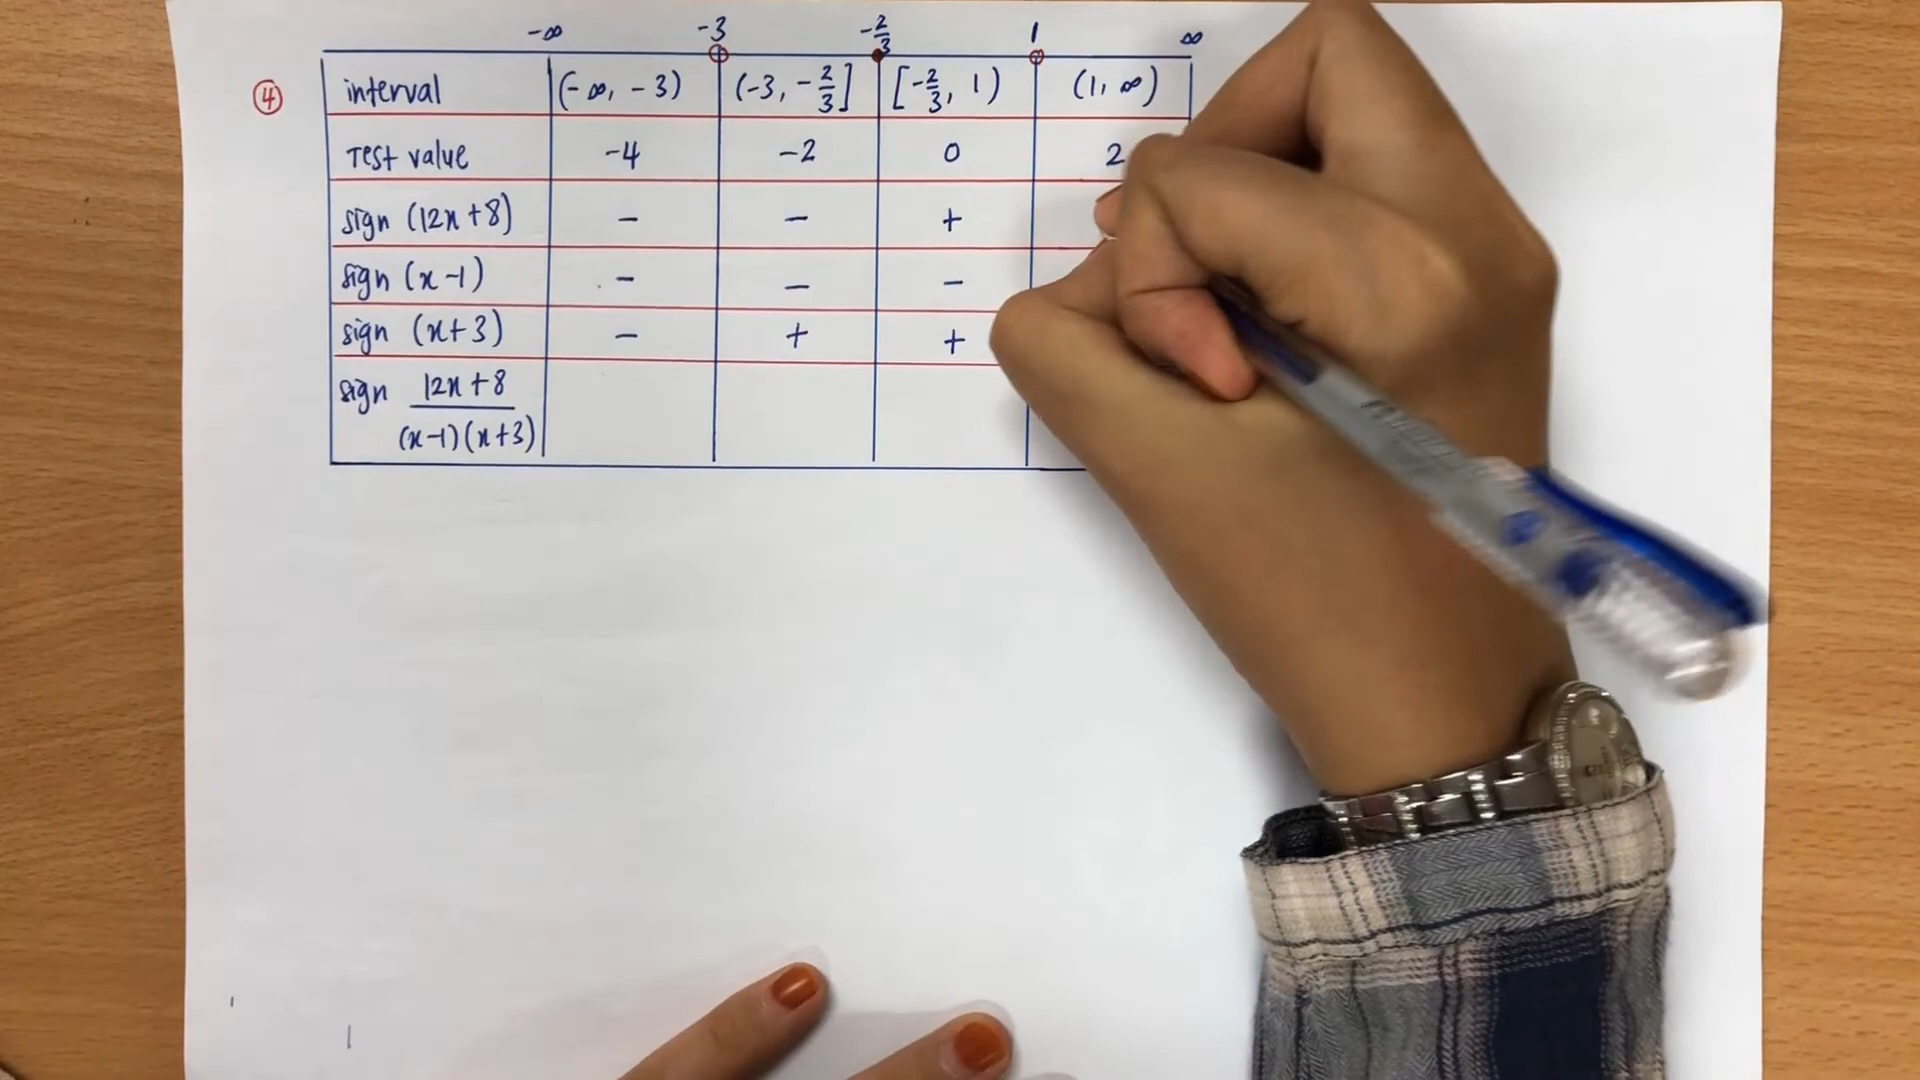 -∞ -3 -2/3 1 ∞
④ interval (-∞, -3) (-3, -2/3] [-2/3, 1) (1, ∞)
Test value -4 -2 0 2
sign (12x+8) - - +
sign (x-1) - - -
sign (x+3) - + +
sign 12x+8
(x-1)(x+3)